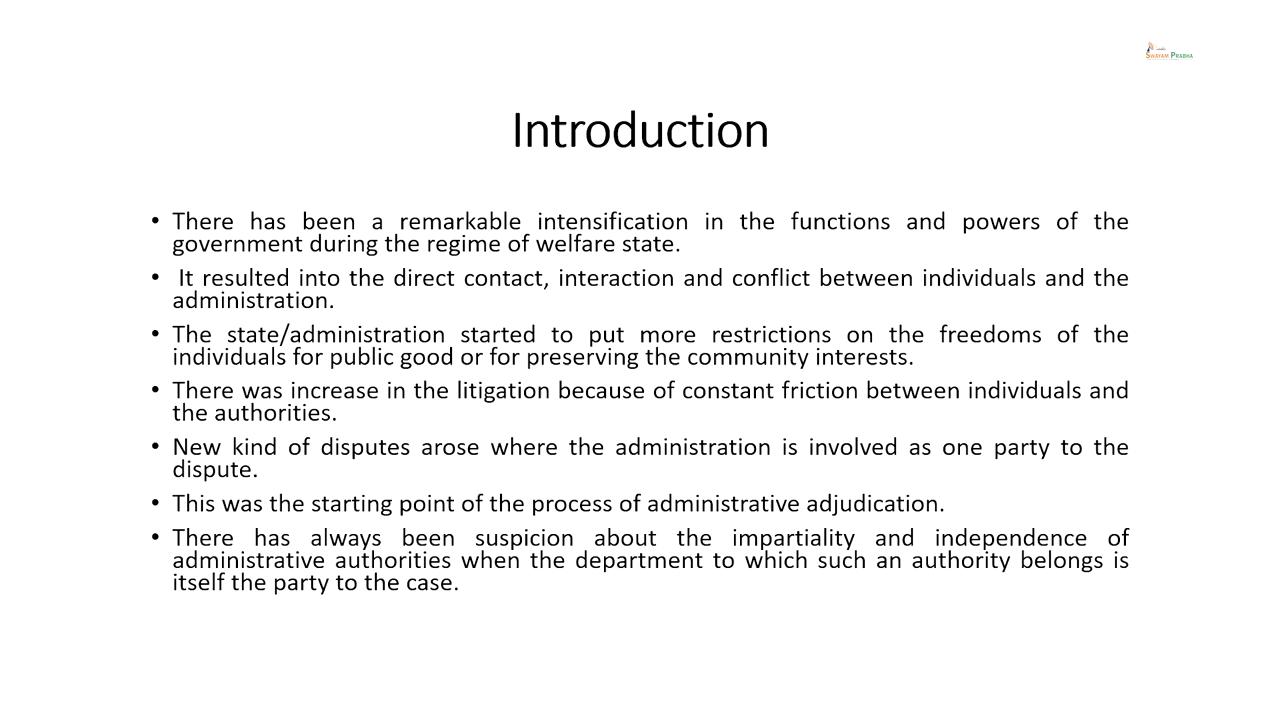 SWAYAM PRABHA
Introduction
• There has been a remarkable intensification in the functions and powers of the
government during the regime of welfare state.
• It resulted into the direct contact, interaction and conflict between individuals and the
administration.
• The state/administration started to put more restrictions on the freedoms of the
individuals for public good or for preserving the community interests.
• There was increase in the litigation because of constant friction between individuals and
the authorities.
• New kind of disputes arose where the administration is involved as one party to the
dispute.
• This was the starting point of the process of administrative adjudication.
• There has always been suspicion about the impartiality and independence of
administrative authorities when the department to which such an authority belongs is
itself the party to the case.